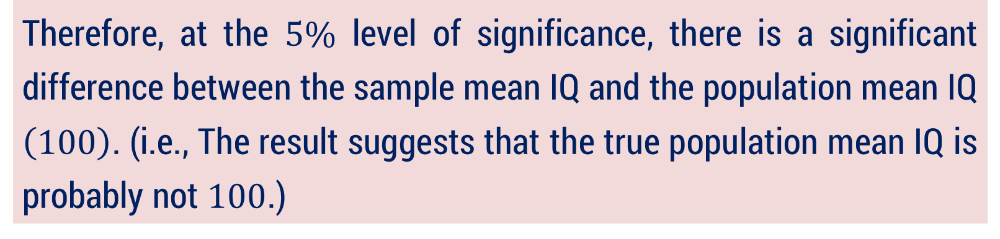 Therefore, at the 5% level of significance, there is a significant
difference between the sample mean IQ and the population mean IQ
(100). (i.e., The result suggests that the true population mean IQ is
probably not 100.)